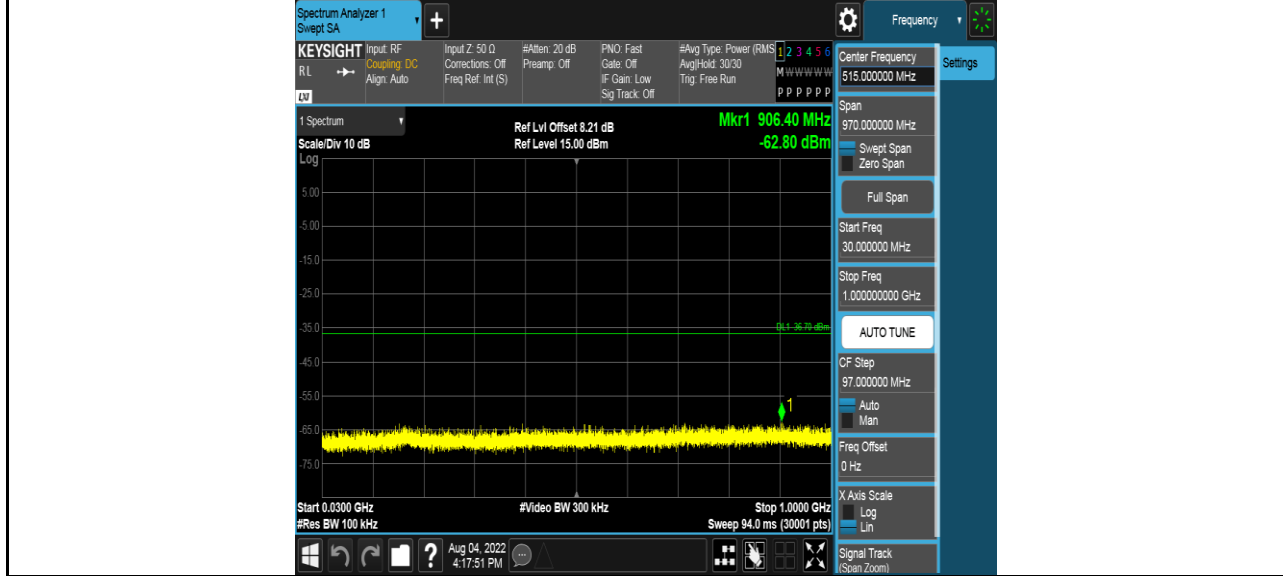 Spectrum Analyzer 1
Swept SA
Frequency
KEYSIGHT
RL
LXI
Input: RF
Coupling: DC
Align: Auto
Input Z: 50 Ω
Corrections: Off
Freq Ref: Int (S)
#Atten: 20 dB
Preamp: Off
PNO: Fast
Gate: Off
IF Gain: Low
Sig Track: Off
#Avg Type: Power (RMS
Avg|Hold: 30/30
Trig: Free Run
1 2 3 4 5 6
M W W W W W
P P P P P P
1 Spectrum
Scale/Div 10 dB
Log
Ref Lvl Offset 8.21 dB
Ref Level 15.00 dBm
Mkr1 906.40 MHz
-62.80 dBm
5.00
-5.00
-15.0
-25.0
-35.0
DL1 -36.70 dBm
-45.0
-55.0
1
-65.0
-75.0
Start 0.0300 GHz
#Res BW 100 kHz
#Video BW 300 kHz
Stop 1.0000 GHz
Sweep 94.0 ms (30001 pts)
?
Aug 04, 2022
4:17:51 PM
Center Frequency
515.000000 MHz
Settings
Span
970.000000 MHz
Swept Span
Zero Span
Full Span
Start Freq
30.000000 MHz
Stop Freq
1.000000000 GHz
AUTO TUNE
CF Step
97.000000 MHz
Auto
Man
Freq Offset
0 Hz
X Axis Scale
Log
Lin
Signal Track
(Span Zoom)